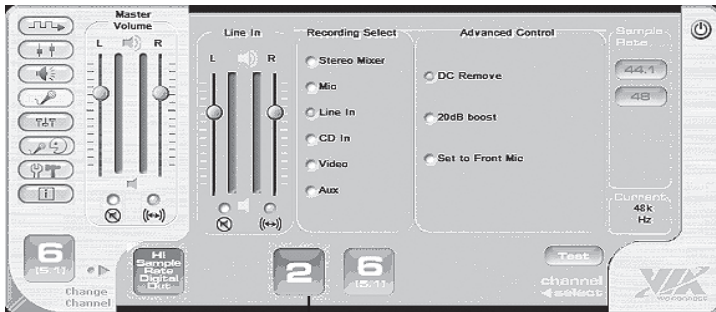 Master
Volume
L R
Line In
L R
Recording Select
Stereo Mixer
Mic
Line In
CD In
Video
Aux
Advanced Control
DC Remove
20dB boost
Set to Front Mic
Sample
Rate
44.1
48
Current
48k
Hz
6
(5.1)
Change
Channel
Hi
Sample
Rate
Digital
Out
2
6
(5.1)
Test
channel
select
VIA